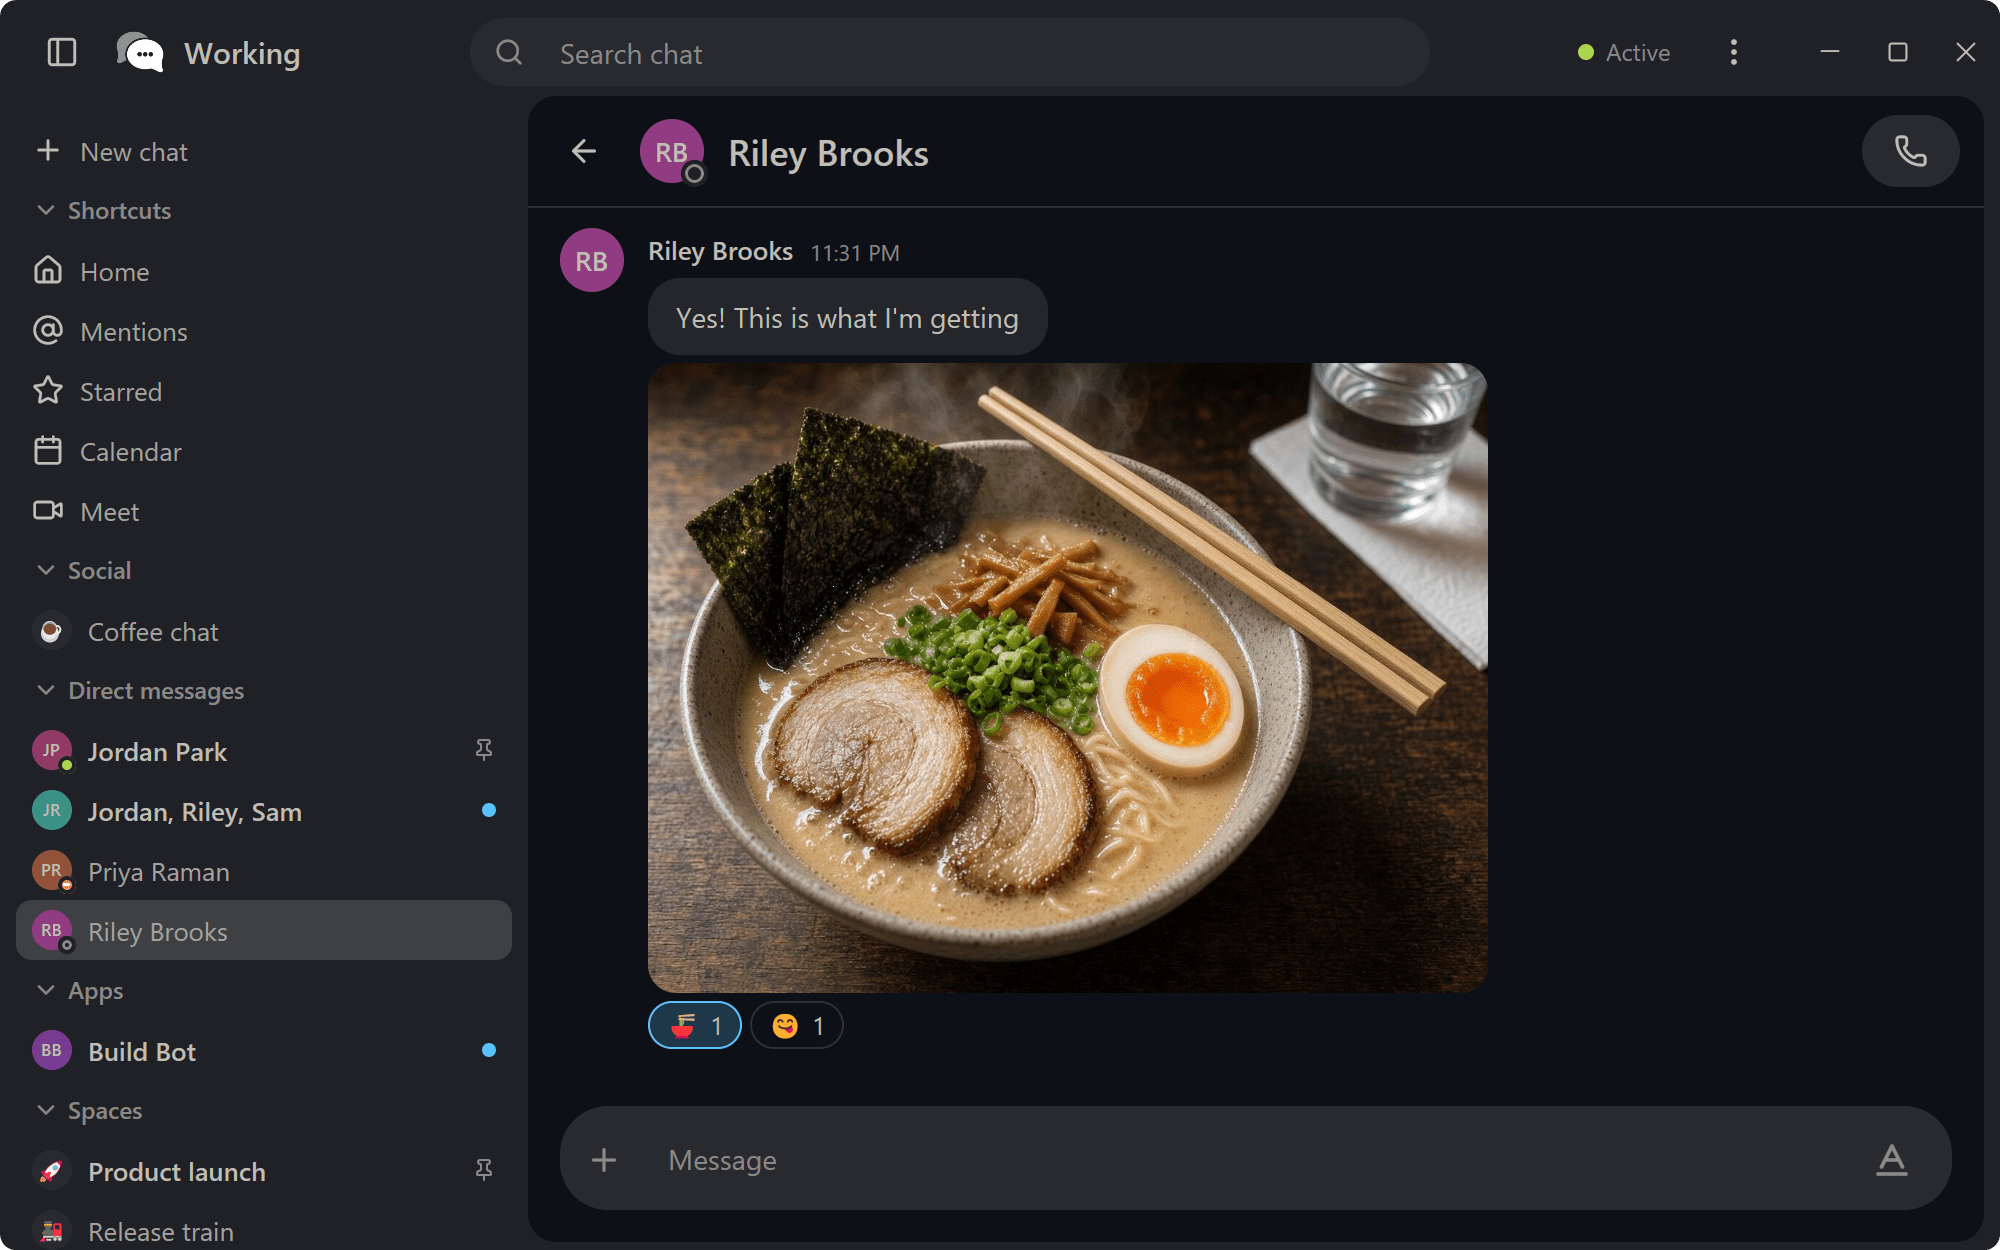 Working
Search chat
Active
New chat
Shortcuts
Home
Mentions
Starred
Calendar
Meet
Social
Coffee chat
Direct messages
JP Jordan Park
JR Jordan, Riley, Sam
PR Priya Raman
RB Riley Brooks
Apps
BB Build Bot
Spaces
Product launch
Release train
RB Riley Brooks
RB Riley Brooks 11:31 PM
Yes! This is what I'm getting
1 1
Message